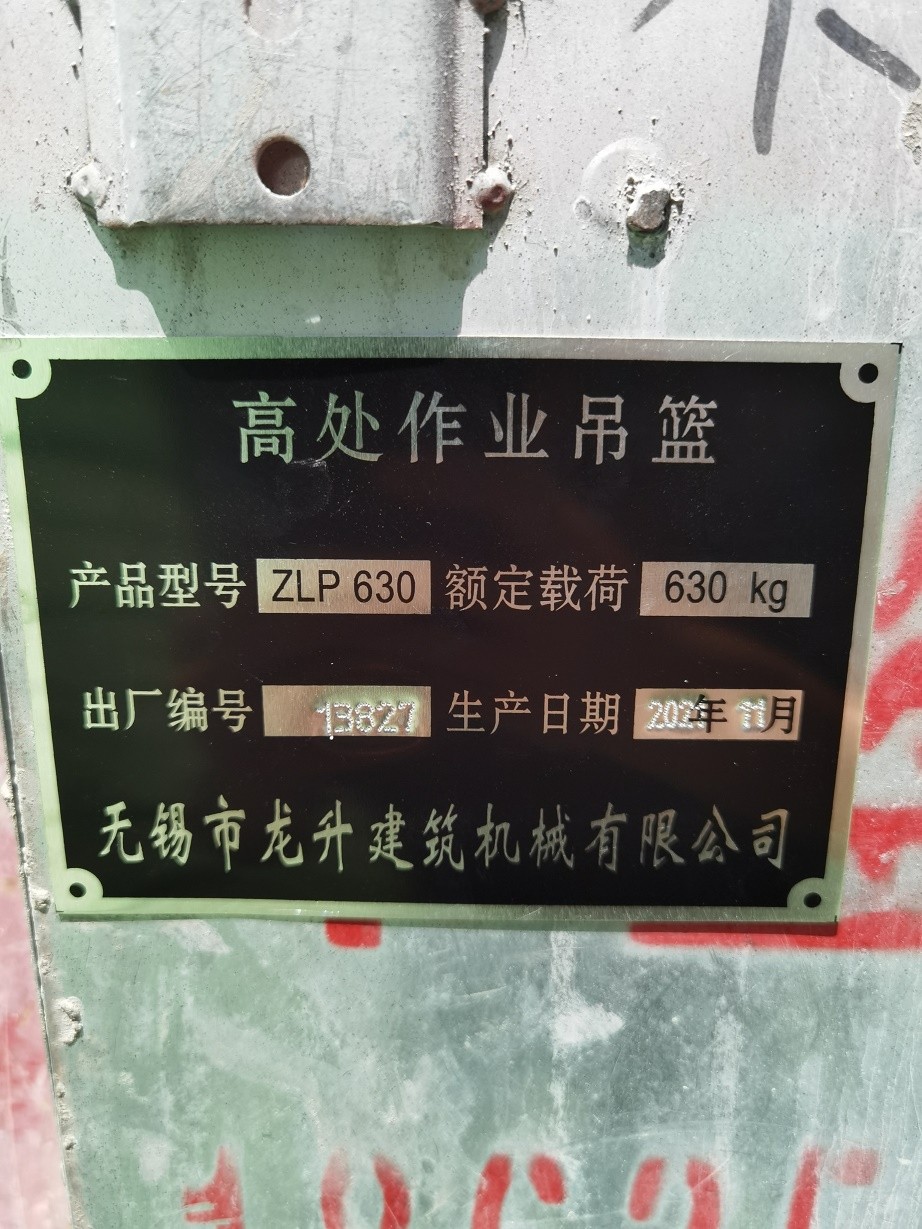 高处作业吊篮
产品型号 ZLP 630 额定载荷 630 kg
出厂编号 13827 生产日期 年 11月
无锡市龙升建筑机械有限公司